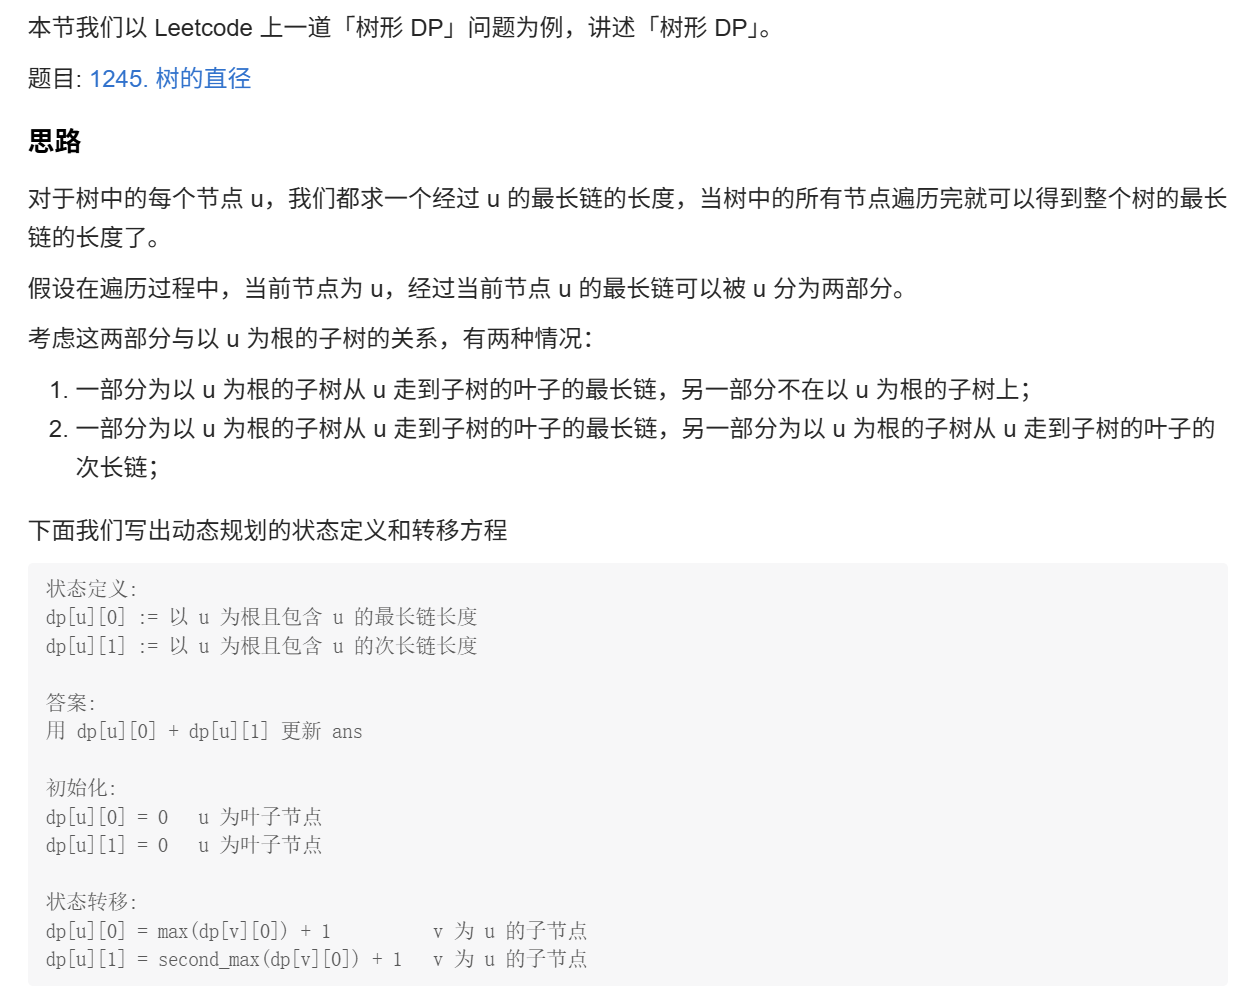 本节我们以 Leetcode 上一道「树形 DP」问题为例，讲述「树形 DP」。
题目: 1245. 树的直径
思路
对于树中的每个节点 u，我们都求一个经过 u 的最长链的长度，当树中的所有节点遍历完就可以得到整个树的最长
链的长度了。
假设在遍历过程中，当前节点为 u，经过当前节点 u 的最长链可以被 u 分为两部分。
考虑这两部分与以 u 为根的子树的关系，有两种情况：
1. 一部分为以 u 为根的子树从 u 走到子树的叶子的最长链，另一部分不在以 u 为根的子树上；
2. 一部分为以 u 为根的子树从 u 走到子树的叶子的最长链，另一部分为以 u 为根的子树从 u 走到子树的叶子的
次长链；
下面我们写出动态规划的状态定义和转移方程
状态定义:
dp[u][0] := 以 u 为根且包含 u 的最长链长度
dp[u][1] := 以 u 为根且包含 u 的次长链长度
答案:
用 dp[u][0] + dp[u][1] 更新 ans
初始化:
dp[u][0] = 0   u 为叶子节点
dp[u][1] = 0   u 为叶子节点
状态转移:
dp[u][0] = max(dp[v][0]) + 1          v 为 u 的子节点
dp[u][1] = second_max(dp[v][0]) + 1   v 为 u 的子节点